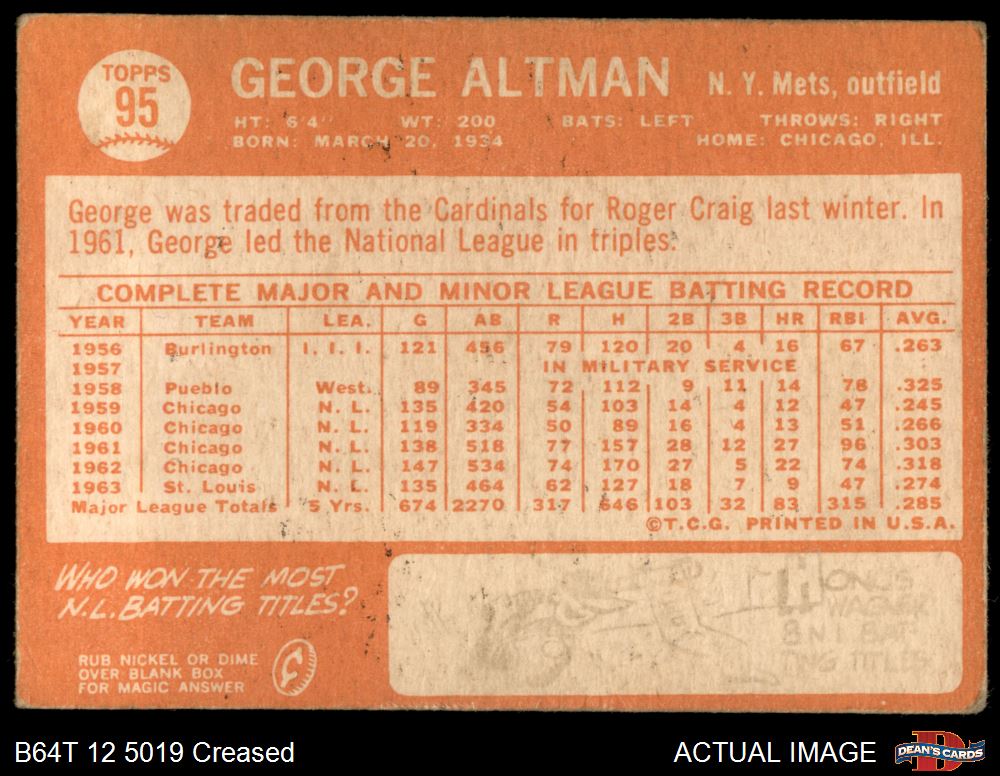 TOPPS
95
GEORGE ALTMAN N. Y. Mets, outfield
HT: 6'4" WT: 200 BATS: LEFT THROWS: RIGHT
BORN: MARCH 20, 1934 HOME: CHICAGO, ILL.
George was traded from the Cardinals for Roger Craig last winter. In
1961, George led the National League in triples.
COMPLETE MAJOR AND MINOR LEAGUE BATTING RECORD
YEAR TEAM LEA. G AB R H 2B 3B HR RBI AVG.
1956 Burlington I. I. I. 121 456 79 120 20 4 16 67 .263
1957 IN MILITARY SERVICE
1958 Pueblo West. 89 345 72 112 9 11 14 78 .325
1959 Chicago N. L. 135 420 54 103 14 4 12 47 .245
1960 Chicago N. L. 119 334 50 89 16 4 13 51 .266
1961 Chicago N. L. 138 518 77 157 28 12 27 96 .303
1962 Chicago N. L. 147 534 74 170 27 5 22 74 .318
1963 St. Louis N. L. 135 464 62 127 18 7 9 47 .274
Major League Totals 5 Yrs. 674 2270 317 646 103 32 83 315 .285
©T.C.G. PRINTED IN U.S.A.
WHO WON THE MOST
N.L. BATTING TITLES?
RUB NICKEL OR DIME
OVER BLANK BOX
FOR MAGIC ANSWER
HONUS
WAGNER
8 N L BAT-
TING TITLES
B64T 12 5019 Creased ACTUAL IMAGE DEAN'S CARDS